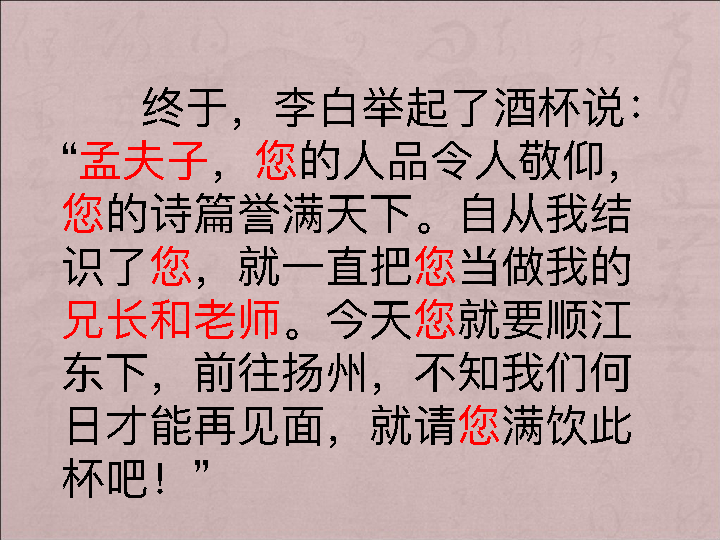 终于，李白举起了酒杯说：
“孟夫子，您的人品令人敬仰，
您的诗篇誉满天下。自从我结
识了您，就一直把您当做我的
兄长和老师。今天您就要顺江
东下，前往扬州，不知我们何
日才能再见面，就请您满饮此
杯吧！”